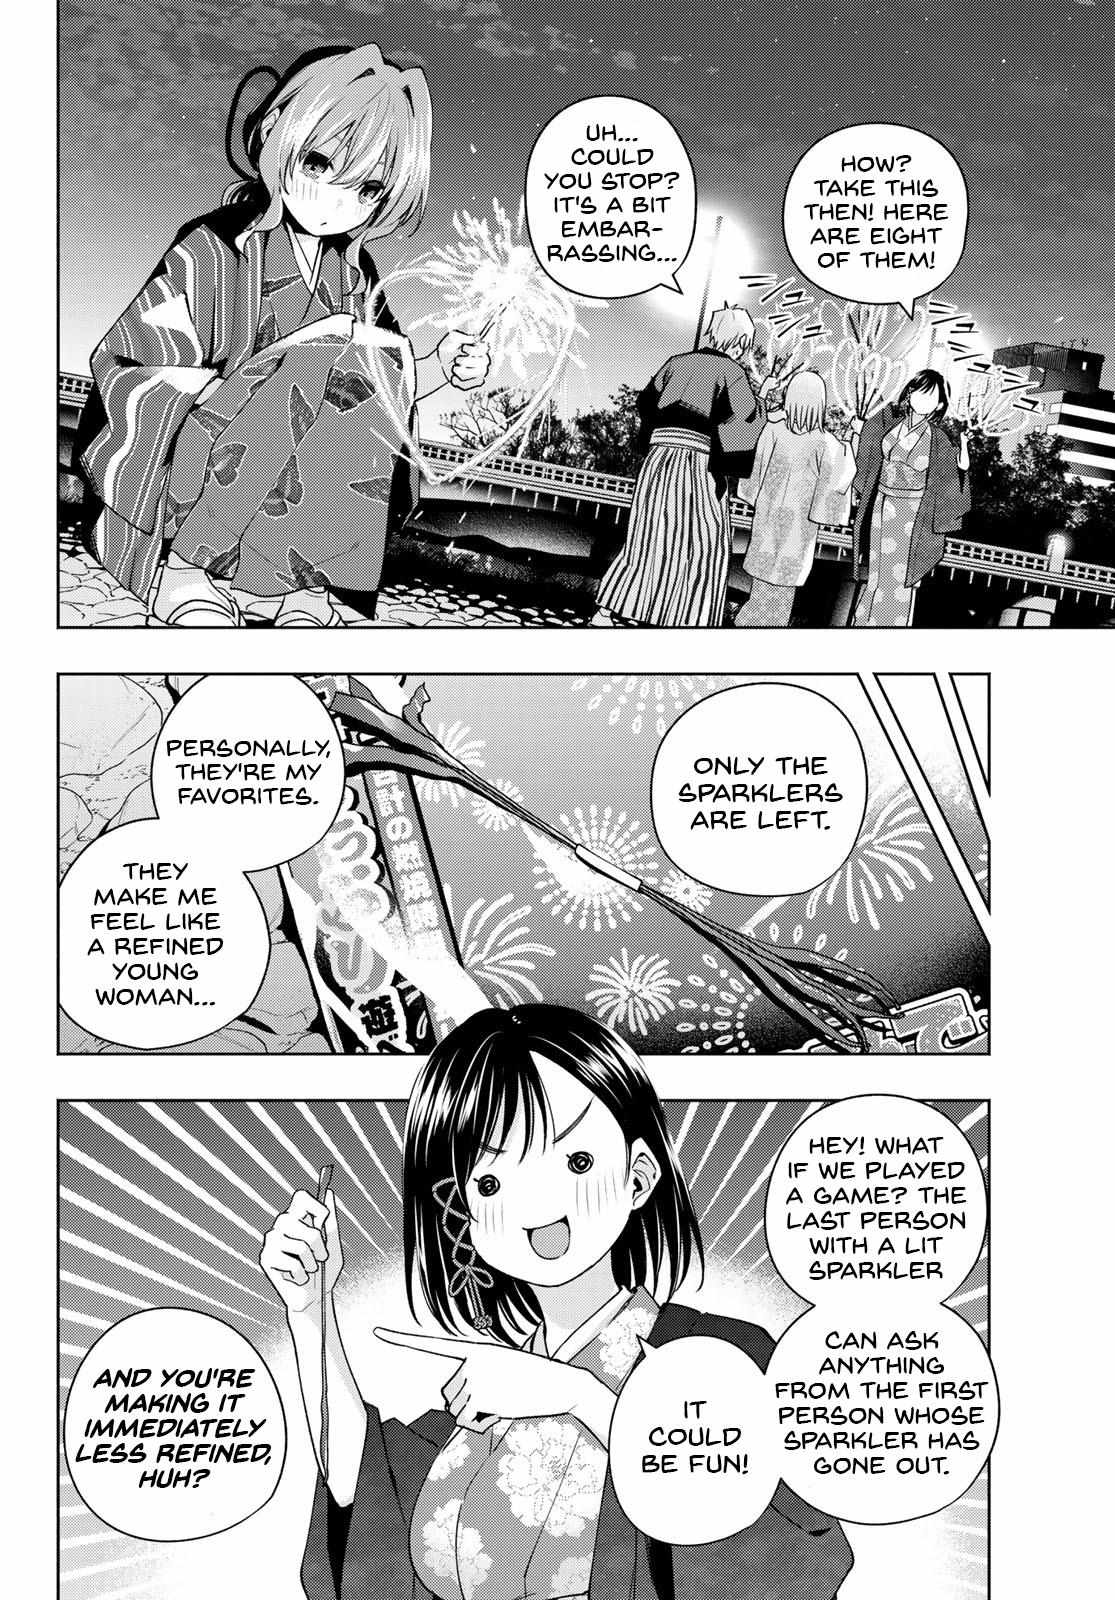 HOW?
TAKE THIS
THEN! HERE
ARE EIGHT
OF THEM!
UH...
COULD
YOU STOP?
IT'S A BIT
EMBAR-
RASSING...
ONLY THE
SPARKLERS
ARE LEFT.
PERSONALLY,
THEY'RE MY
FAVORITES.
THEY
MAKE ME
FEEL LIKE
A REFINED
YOUNG
WOMAN...
遊
HEY! WHAT
IF WE PLAYED
A GAME? THE
LAST PERSON
WITH A LIT
SPARKLER
CAN ASK
ANYTHING
FROM THE FIRST
PERSON WHOSE
SPARKLER HAS
GONE OUT.
IT
COULD
BE FUN!
AND YOU'RE
MAKING IT
IMMEDIATELY
LESS REFINED,
HUH?